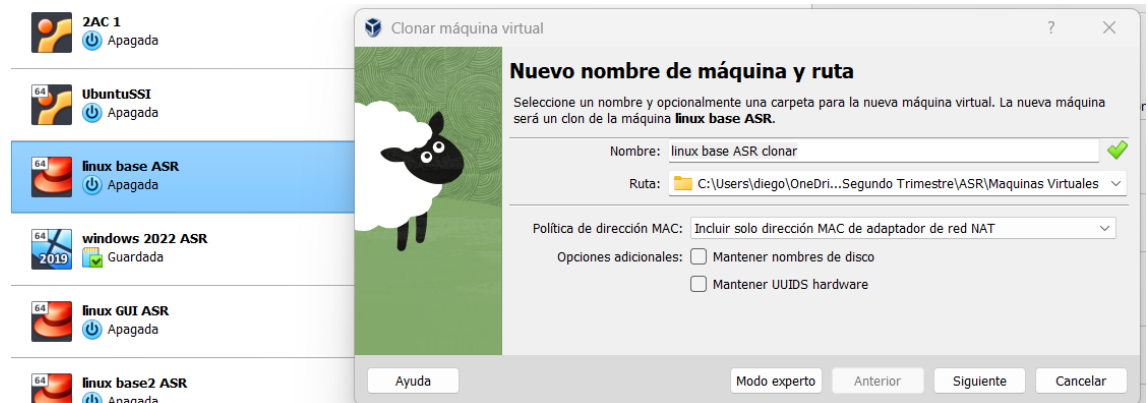 2AC 1
Apagada
64
UbuntuSSI
Apagada
64
linux base ASR
Apagada
64
2019
windows 2022 ASR
Guardada
64
linux GUI ASR
Apagada
64
linux base2 ASR
Apagada
Clonar máquina virtual
?
Nuevo nombre de máquina y ruta
Seleccione un nombre y opcionalmente una carpeta para la nueva máquina virtual. La nueva máquina
será un clon de la máquina linux base ASR.
Nombre: linux base ASR clonar
Ruta: C:\Users\diego\OneDri...Segundo Trimestre\ASR\Maquinas Virtuales
Política de dirección MAC: Incluir solo dirección MAC de adaptador de red NAT
Opciones adicionales: Mantener nombres de disco
Mantener UUIDS hardware
Ayuda Modo experto Anterior Siguiente Cancelar